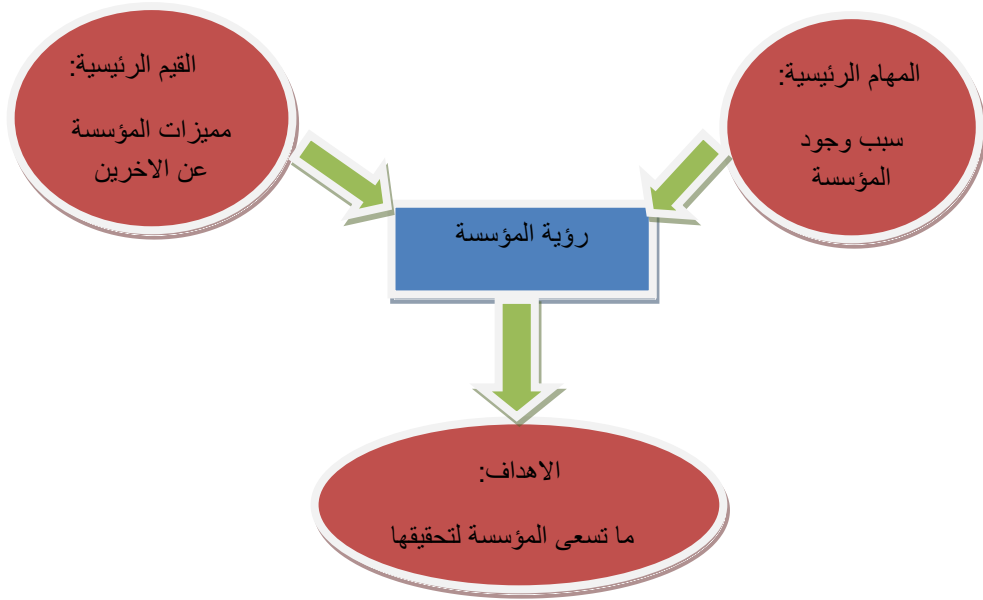 المهام الرئيسية:
سبب وجود
المؤسسة
القيم الرئيسية:
مميزات المؤسسة
عن الاخرين
رؤية المؤسسة
الاهداف:
ما تسعى المؤسسة لتحقيقها